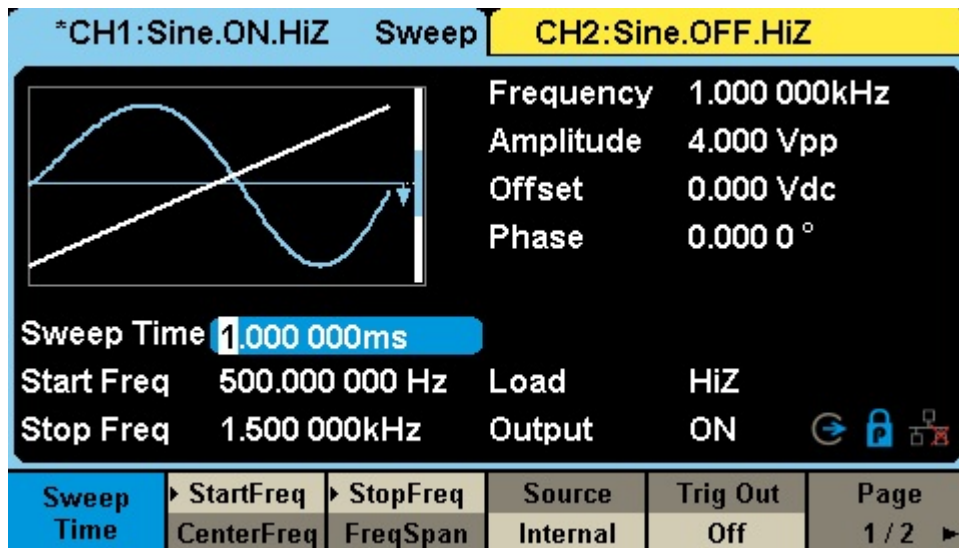 *CH1:Sine.ON.HiZ Sweep CH2:Sine.OFF.HiZ
Frequency 1.000 000kHz
Amplitude 4.000 Vpp
Offset 0.000 Vdc
Phase 0.000 0 °
Sweep Time 1.000 000ms
Start Freq 500.000 000 Hz Load HiZ
Stop Freq 1.500 000kHz Output ON P
Sweep Time StartFreq StopFreq Source Trig Out Page
CenterFreq FreqSpan Internal Off 1 / 2